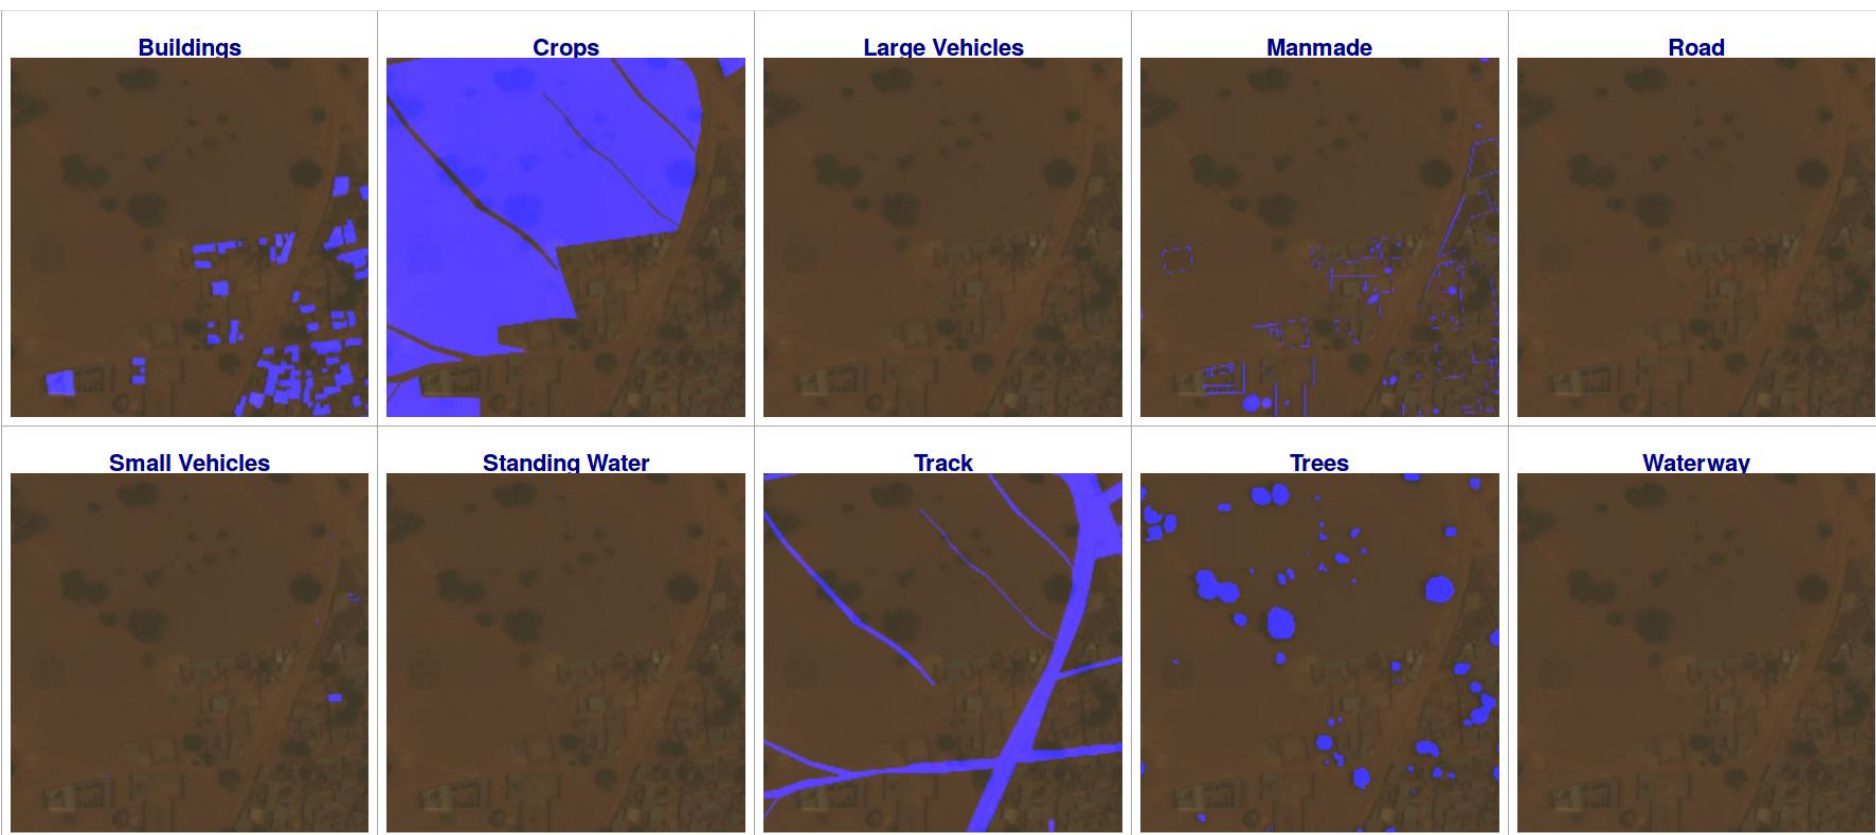 Buildings
Crops
Large Vehicles
Manmade
Road
Small Vehicles
Standing Water
Track
Trees
Waterway